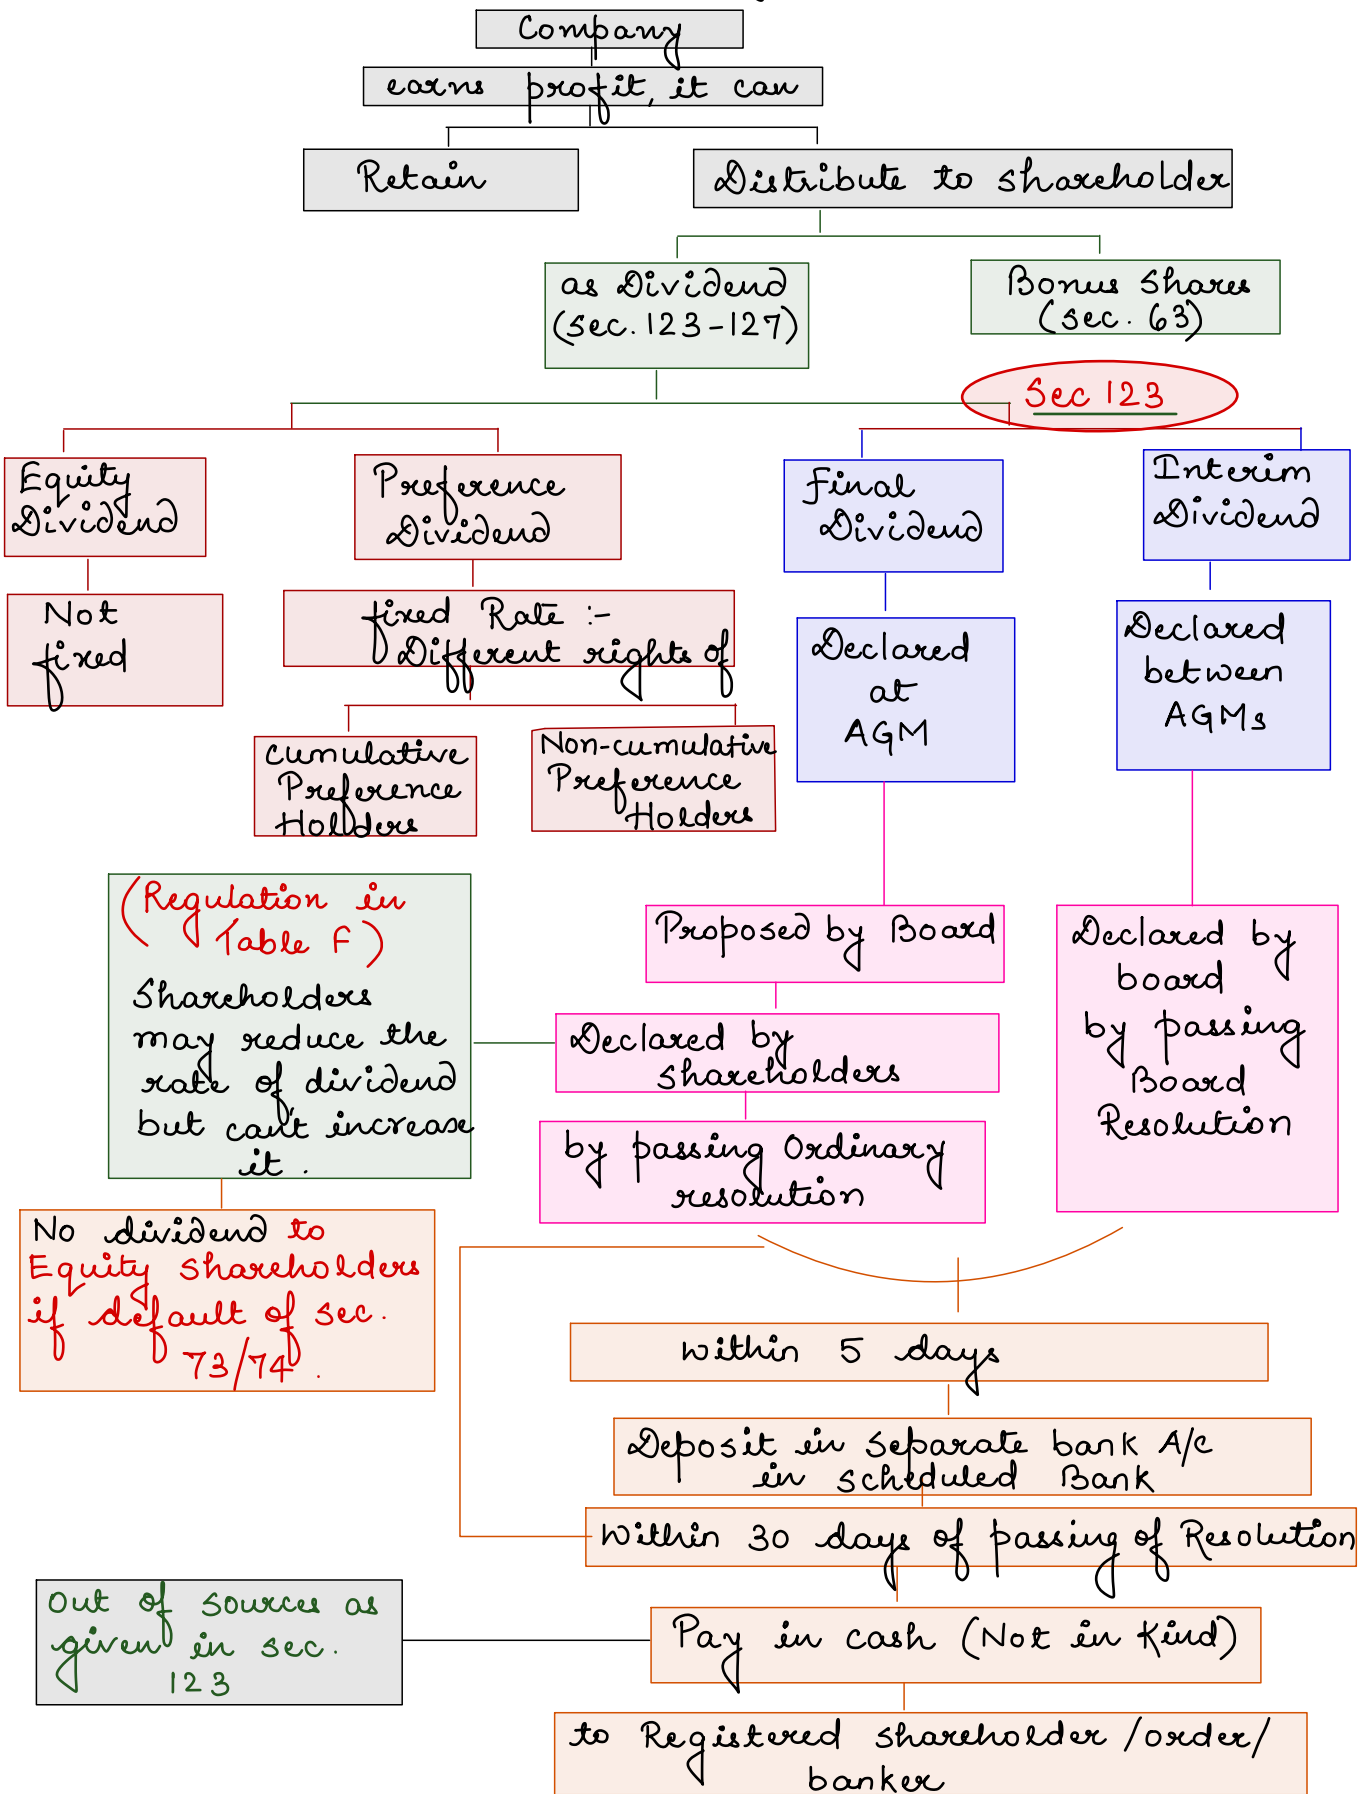 Company
earns profit, it can
Retain
Distribute to shareholder
as Dividend
(sec. 123-127)
Bonus Shares
(sec. 63)
Sec 123
Equity
Dividend
Preference
Dividend
Final
Dividend
Interim
Dividend
Not
fixed
fixed Rate :-
Different rights of
Declared
at
AGM
Declared
between
AGMs
Cumulative
Preference
Holders
Non-cumulative
Preference
Holders
(Regulation in
Table F)
Shareholders
may reduce the
rate of dividend
but can't increase
it.
Proposed by Board
Declared by
board
by passing
Board
Resolution
Declared by
shareholders
by passing Ordinary
resolution
No dividend to
Equity shareholders
if default of sec.
73/74.
within 5 days
Deposit in separate bank A/c
in scheduled Bank
Within 30 days of passing of Resolution
Out of sources as
given in sec.
123
Pay in cash (Not in Kind)
to Registered shareholder /order/
banker